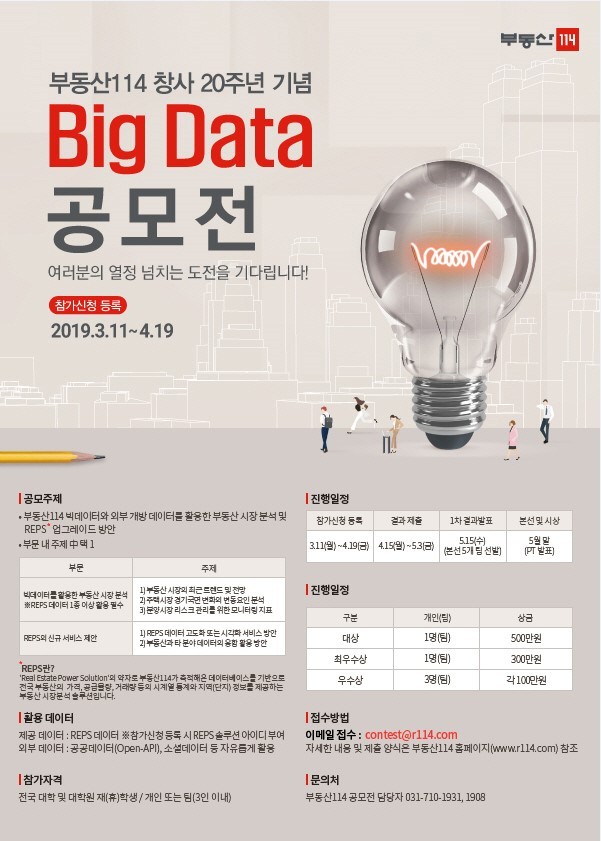 부동산 114
부동산114 창사 20주년 기념
Big Data
공모전
여러분의 열정 넘치는 도전을 기다립니다!
참가신청 등록
2019.3.11~4.19
공모주제
• 부동산114 빅데이터와 외부 개방 데이터를 활용한 부동산 시장 분석 및
REPS* 업그레이드 방안
• 부문 내 주제 中 택 1
부문 주제
빅데이터를 활용한 부동산 시장 분석
※REPS 데이터 1종 이상 활용 필수
1) 부동산 시장의 최근 트렌드 및 전망
2) 주택시장 경기국면 변화의 변동요인 분석
3) 분양시장 리스크 관리를 위한 모니터링 지표
REPS의 신규 서비스 제안
1) REPS 데이터 고도화 또는 시각화 서비스 방안
2) 부동산과 타 분야 데이터의 융합 활용 방안
*REPS란?
'Real Estate Power Solution'의 약자로 부동산114가 축적해온 데이터베이스를 기반으로
전국 부동산의 가격, 공급물량, 거래량 등의 시계열 통계와 지역(단지) 정보를 제공하는
부동산 시장분석 솔루션입니다.
활용 데이터
제공 데이터 : REPS 데이터 ※참가신청 등록 시 REPS 솔루션 아이디 부여
외부 데이터 : 공공데이터(Open-API), 소셜데이터 등 자유롭게 활용
참가자격
전국 대학 및 대학원 재(휴)학생 / 개인 또는 팀(3인 이내)
진행일정
참가신청 등록 결과 제출 1차 결과발표 본선 및 시상
3.11(월) ~4.19(금) 4.15(월) ~5.3(금) 5.15(수) 5월 말
(본선 5개 팀 선발) (PT 발표)
진행일정
구분 개인(팀) 상금
대상 1명(팀) 500만원
최우수상 1명(팀) 300만원
우수상 3명(팀) 각 100만원
접수방법
이메일 접수 : contest@r114.com
자세한 내용 및 제출 양식은 부동산114 홈페이지(www.r114.com) 참조
문의처
부동산114 공모전 담당자 031-710-1931, 1908